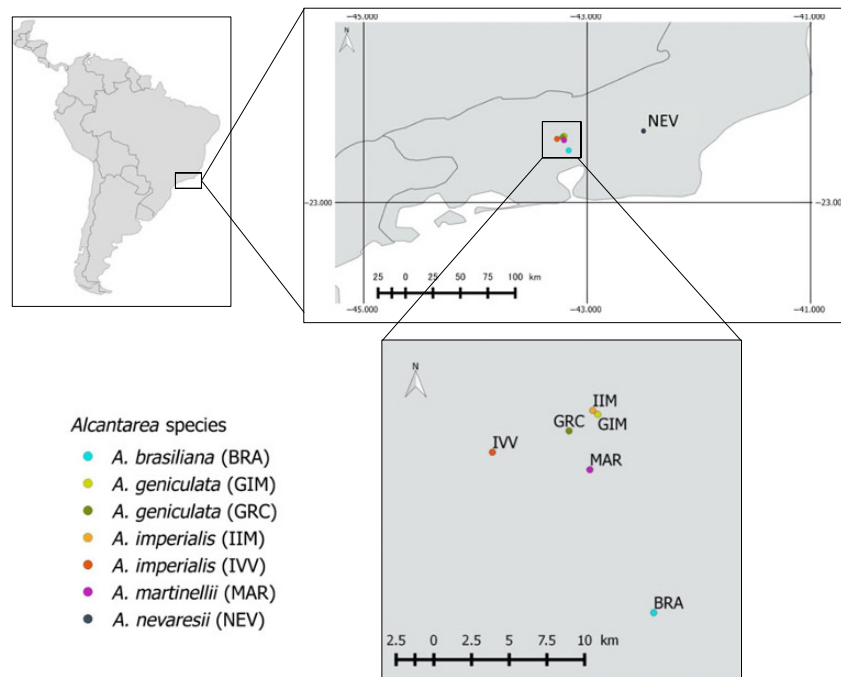 -45.000
-43.000
-41.000
N
NEV
-23.000
-23.000
25 0 25 50 75 100 km
-45.000
-43.000
-41.000
N
IIM
GIM
GRC
IVV
MAR
BRA
2.5 0 2.5 5 7.5 10 km
Alcantarea species
A. brasiliana (BRA)
A. geniculata (GIM)
A. geniculata (GRC)
A. imperialis (IIM)
A. imperialis (IVV)
A. martinellii (MAR)
A. nevaresii (NEV)